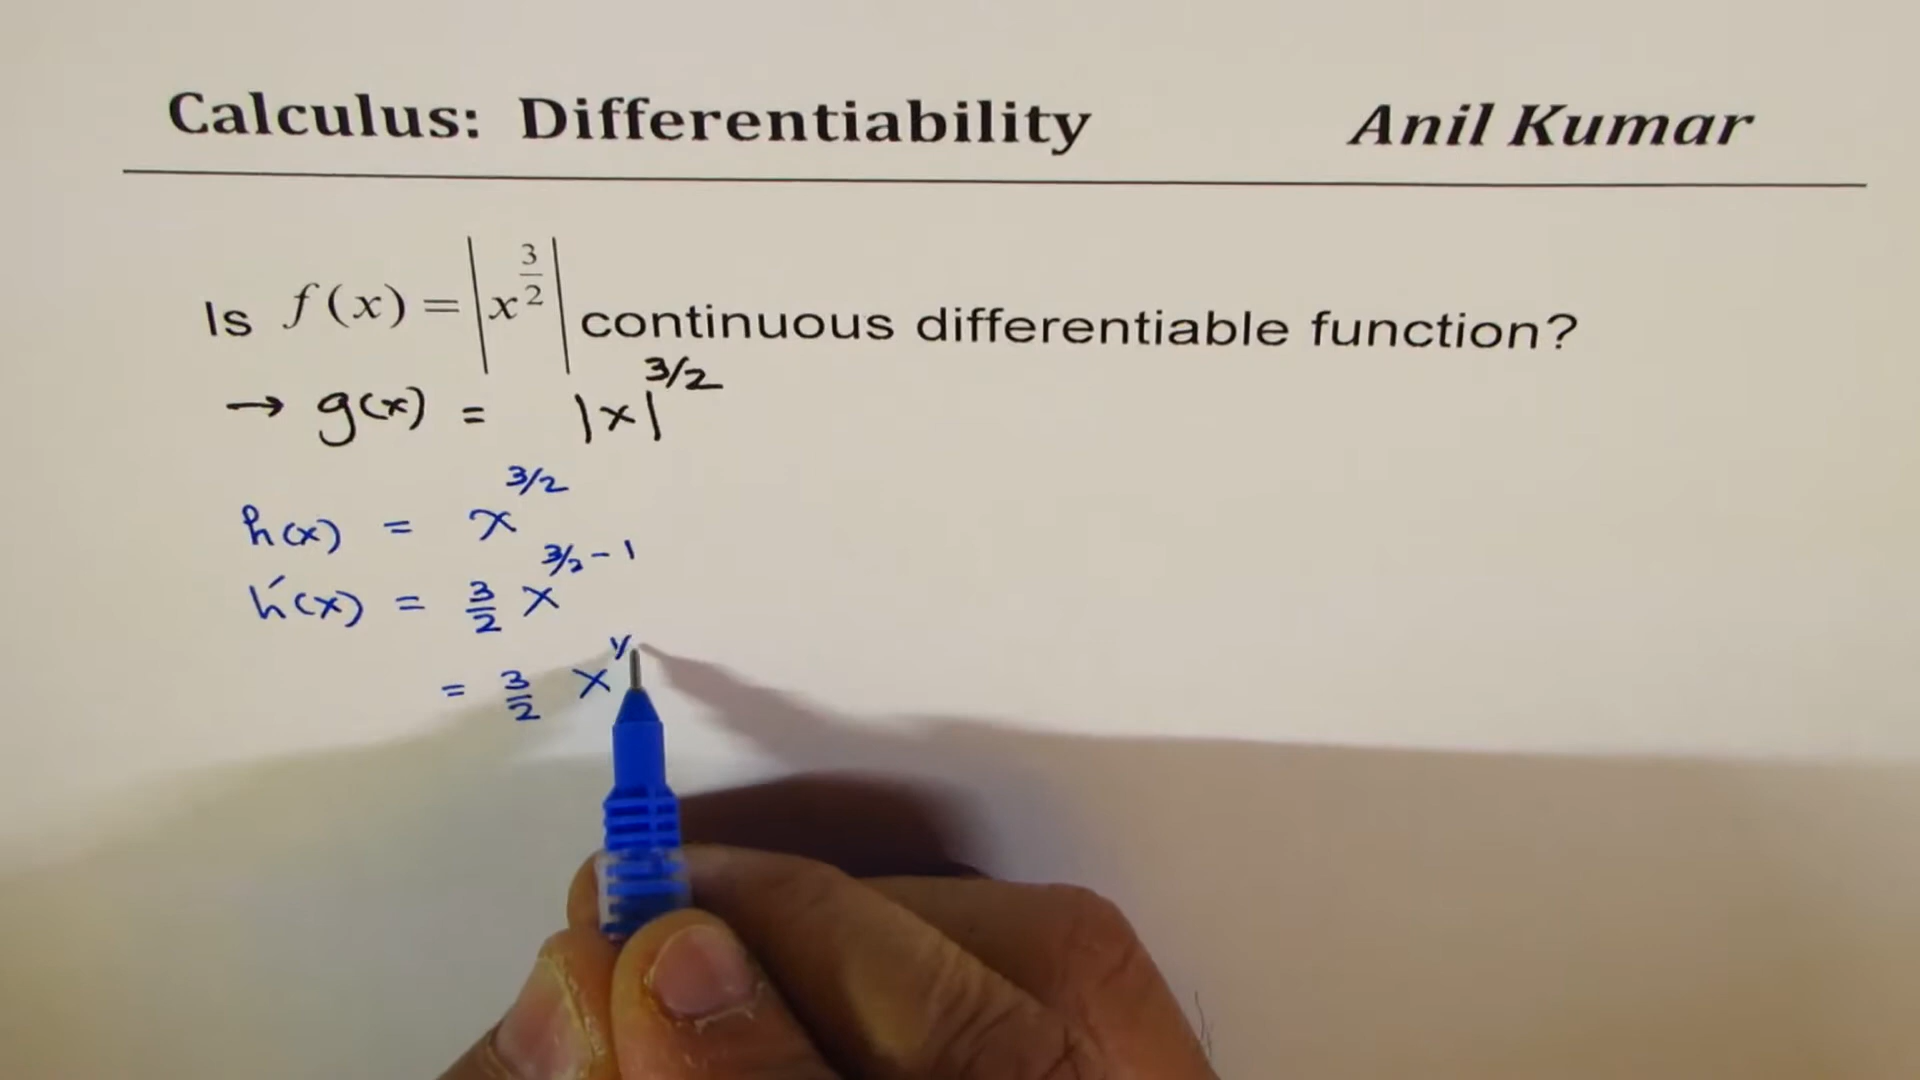 Calculus: Differentiability Anil Kumar
Is f(x) = |x^{3/2}| continuous differentiable function?
→ g(x) = |x|^{3/2}
h(x) = x^{3/2}
h'(x) = 3/2 x^{3/2 - 1}
= 3/2 x^{1/